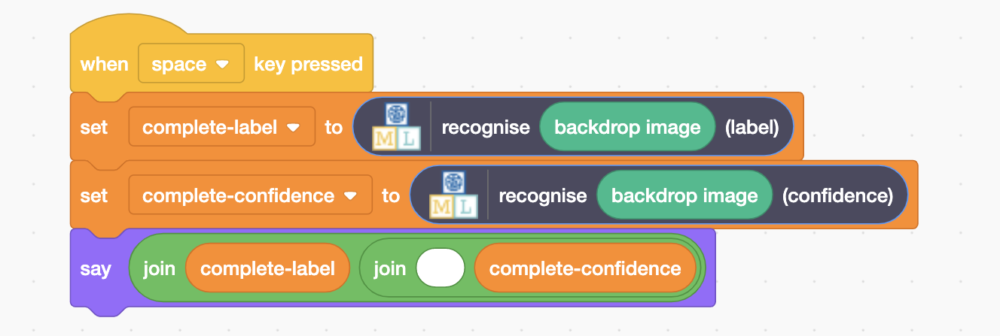 when space key pressed
set complete-label to ML recognise backdrop image (label)
set complete-confidence to ML recognise backdrop image (confidence)
say join complete-label join complete-confidence